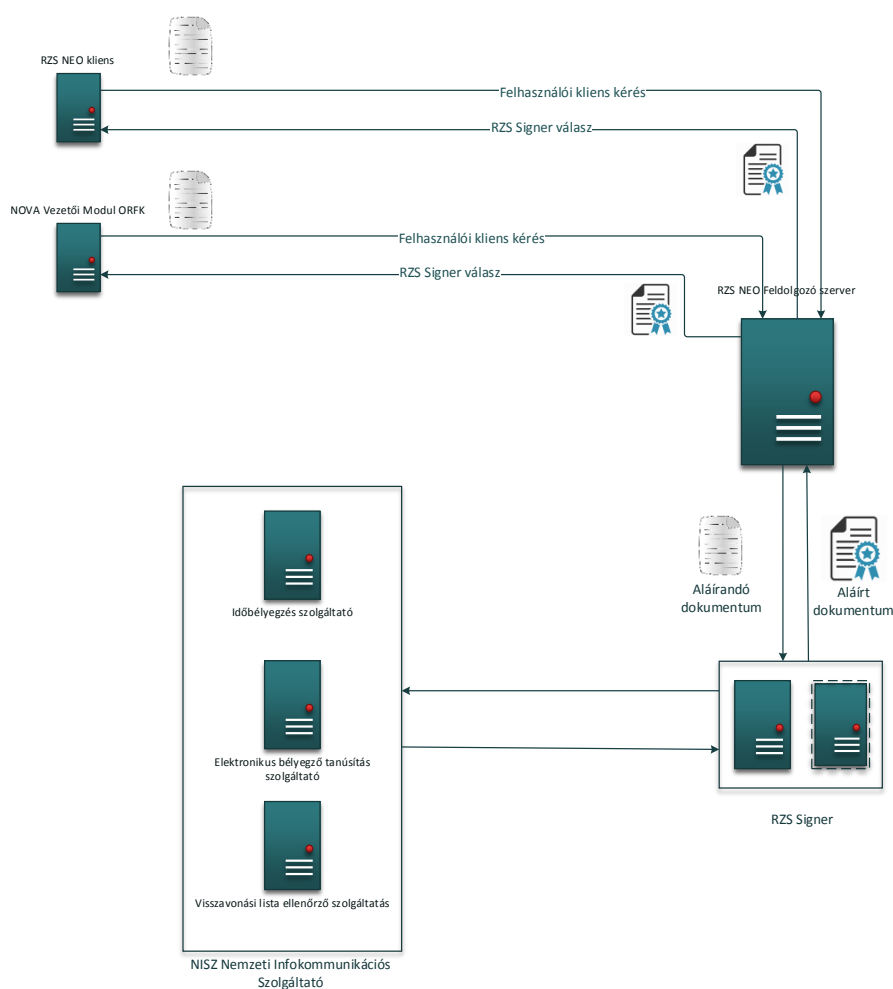 RZS NEO kliens
Felhasználói kliens kérés
RZS Signer válasz
NOVA Vezetői Modul ORFK
Felhasználói kliens kérés
RZS Signer válasz
RZS NEO Feldolgozó szerver
Aláírandó
dokumentum
Aláírt
dokumentum
Időbélyegzés szolgáltató
Elektronikus bélyegző tanúsítás
szolgáltató
Visszavonási lista ellenőrző szolgáltatás
RZS Signer
NISZ Nemzeti Infokommunikációs
Szolgáltató